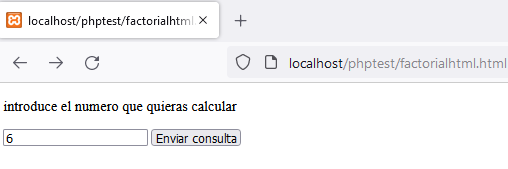 localhost/phptest/factorialhtml
localhost/phptest/factorialhtml.html
introduce el numero que quieras calcular
6
Enviar consulta